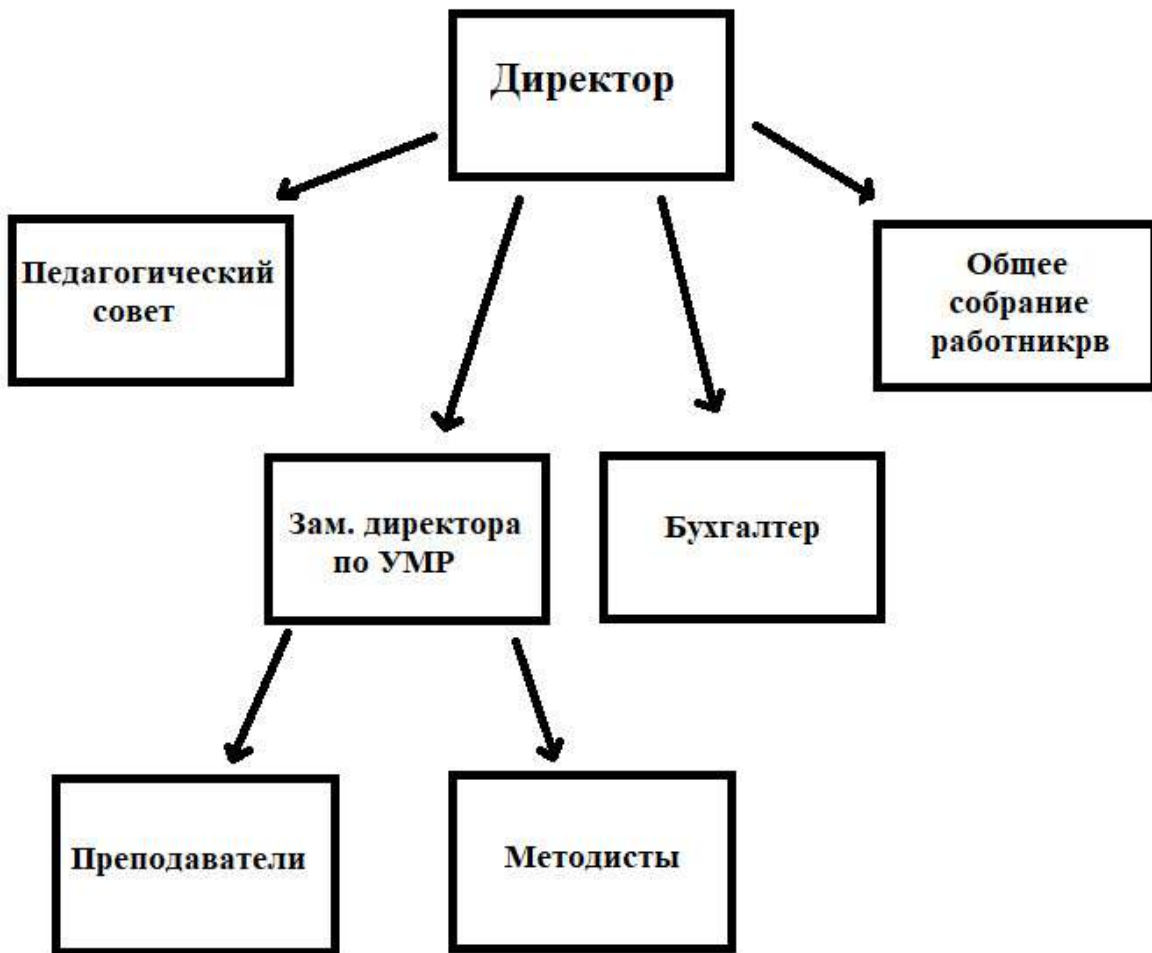 Директор
Педагогический
совет
Общее
собрание
работникрв
Зам. директора
по УМР
Бухгалтер
Преподаватели
Методисты